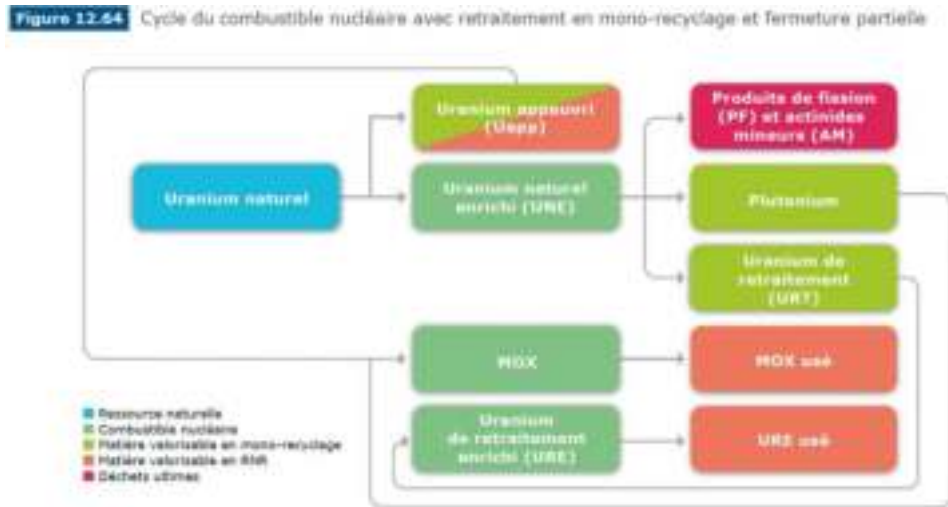 Figure 12.64 Cycle du combustible nucléaire avec retraitement en mono-recyclage et fermeture partielle
Uranium naturel
Uranium appauvri
(Uapp)
Uranium naturel
enrichi (UNE)
Produits de fission
(PF) et actinides
mineurs (AM)
Plutonium
Uranium de
retraitement
(URT)
MOX
MOX usé
Uranium
de retraitement
enrichi (URE)
URE usé
Ressource naturelle
Combustible nucléaire
Matière valorisable en mono-recyclage
Matière valorisable en RNR
Déchets ultimes